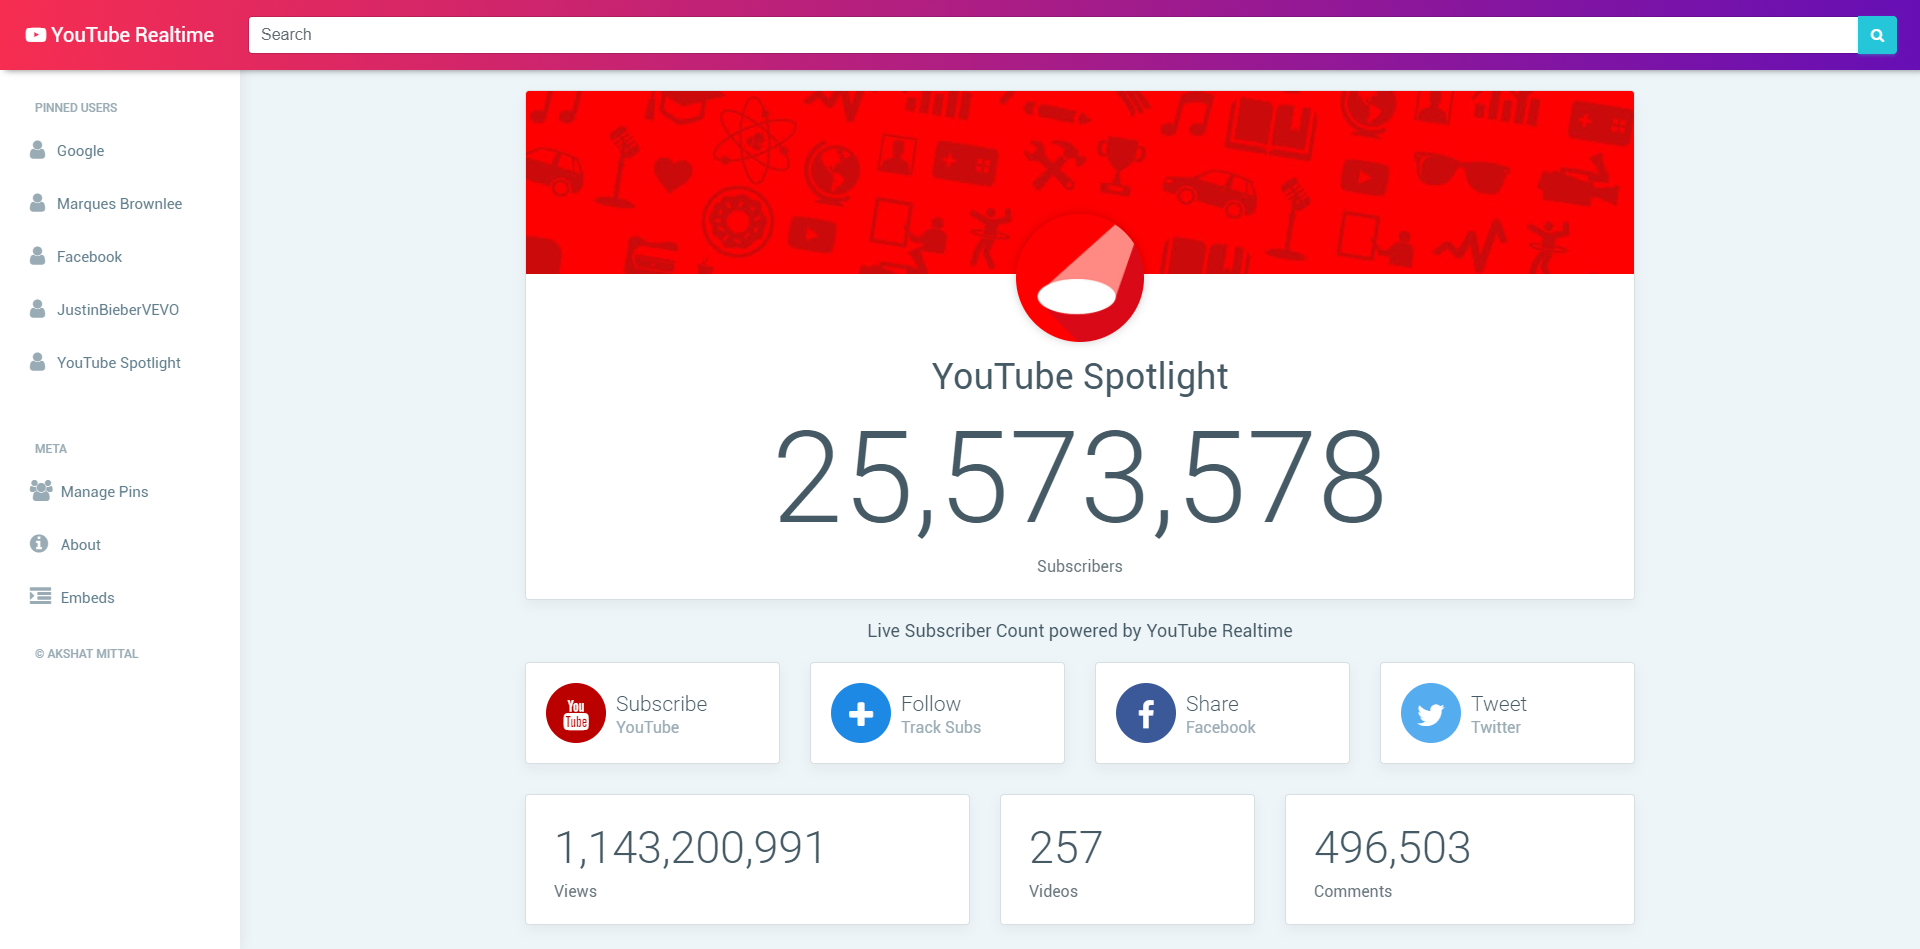 YouTube Realtime
Search
PINNED USERS
Google
Marques Brownlee
Facebook
JustinBieberVEVO
YouTube Spotlight
META
Manage Pins
About
Embeds
© AKSHAT MITTAL
YouTube Spotlight
25,573,578
Subscribers
Live Subscriber Count powered by YouTube Realtime
You
Tube
Subscribe
YouTube
Follow
Track Subs
Share
Facebook
Tweet
Twitter
1,143,200,991
Views
257
Videos
496,503
Comments